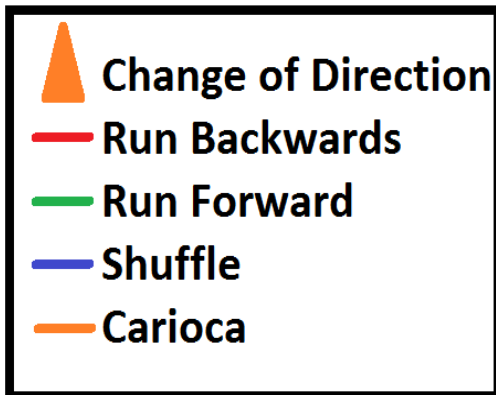 Change of Direction
Run Backwards
Run Forward
Shuffle
Carioca